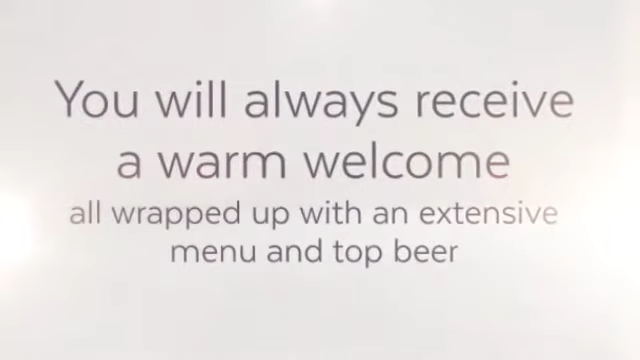 You will always receive
a warm welcome
all wrapped up with an extensive
menu and top beer